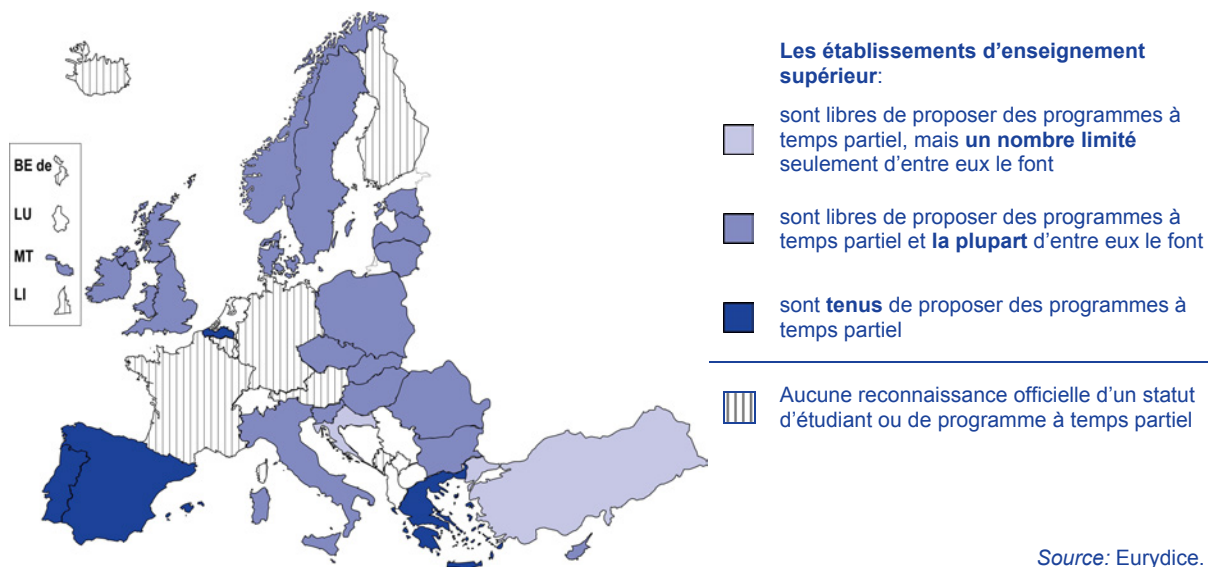 Les établissements d’enseignement
supérieur:
sont libres de proposer des programmes à
temps partiel, mais un nombre limité
seulement d’entre eux le font
sont libres de proposer des programmes à
temps partiel et la plupart d’entre eux le font
sont tenus de proposer des programmes à
temps partiel
Aucune reconnaissance officielle d’un statut
d’étudiant ou de programme à temps partiel
BE de
LU
MT
LI
Source: Eurydice.